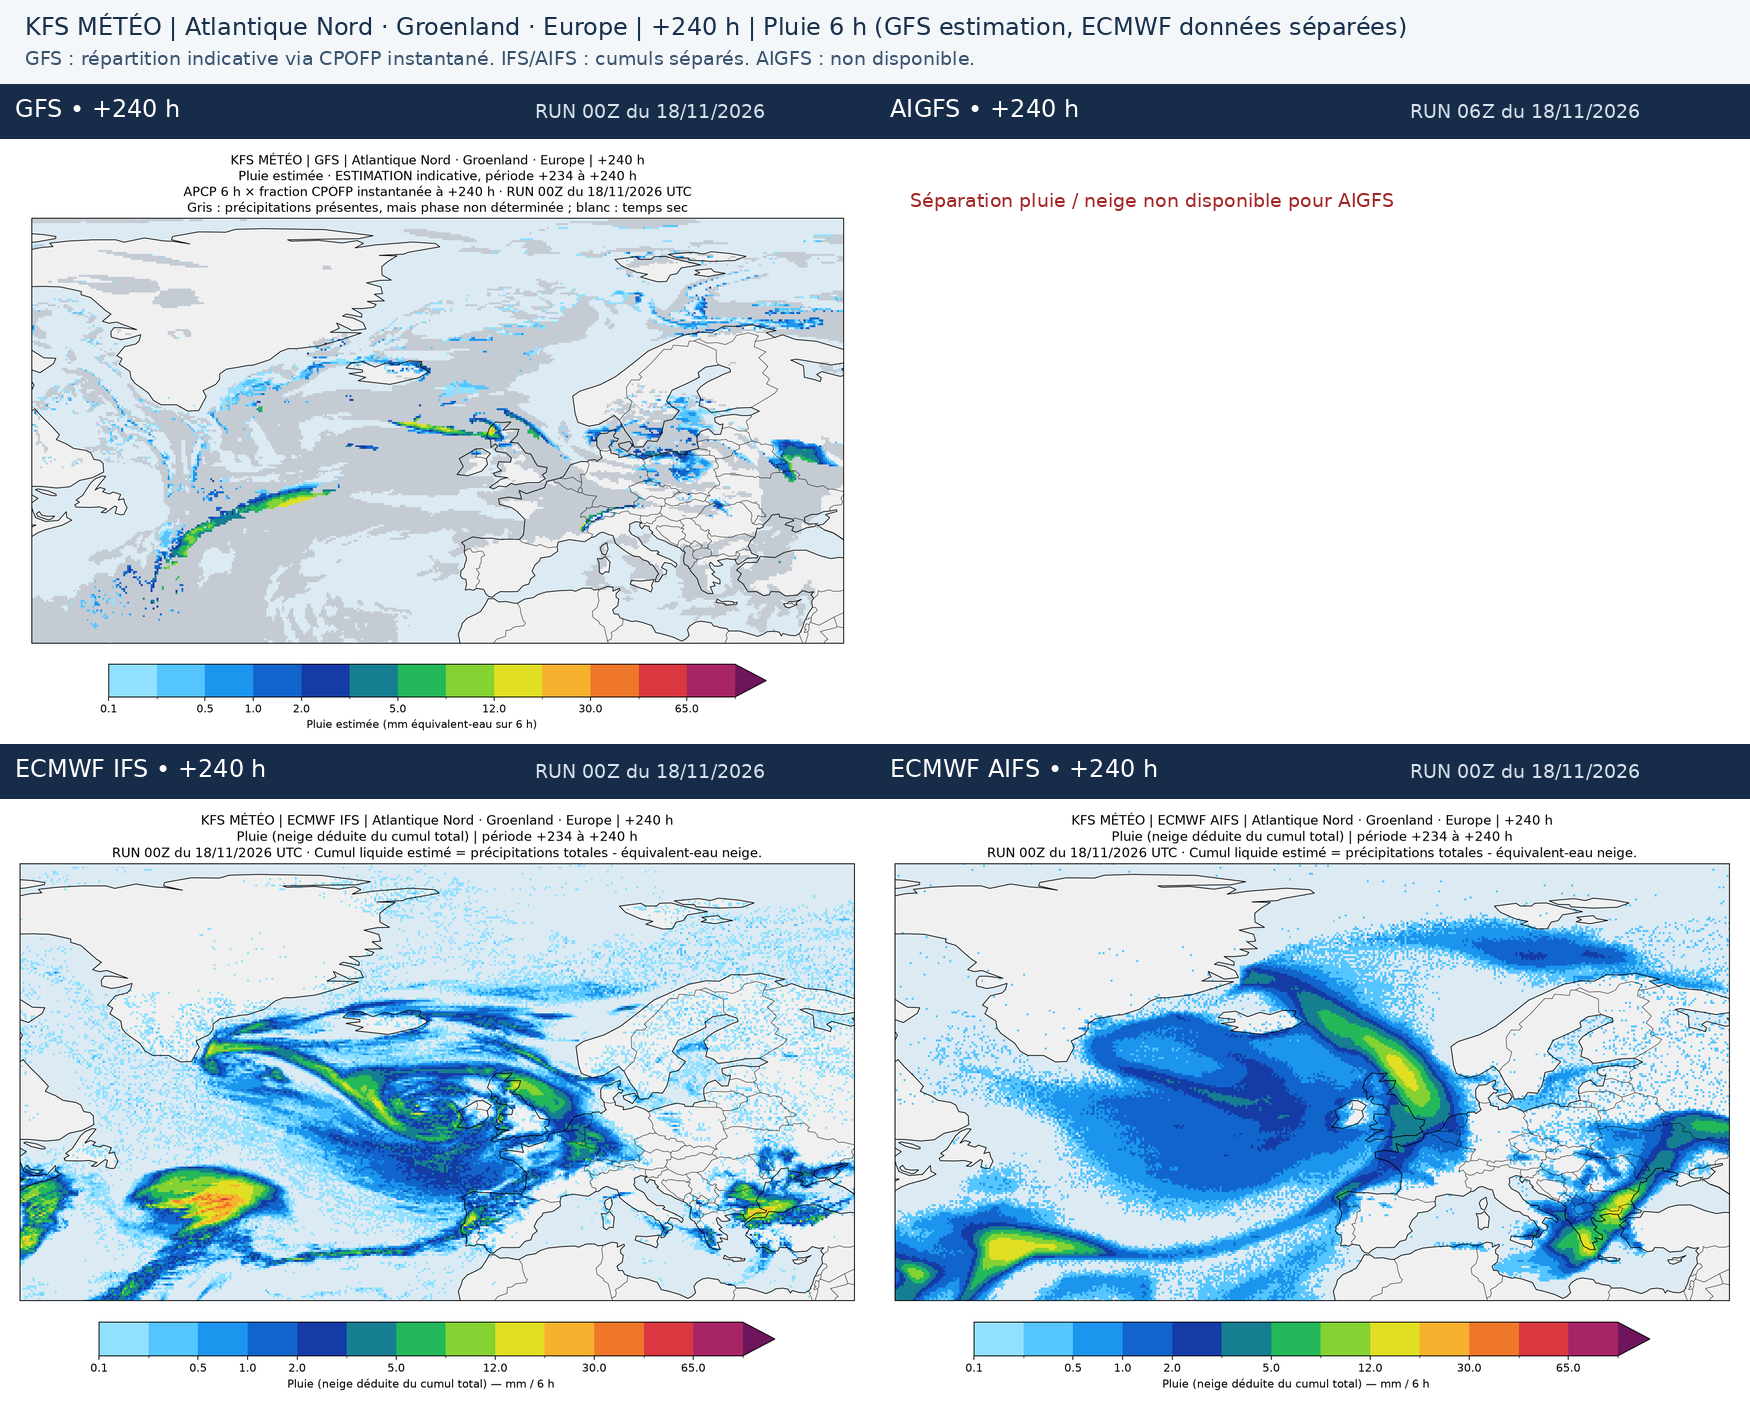 KFS MÉTÉO | Atlantique Nord · Groenland · Europe | +240 h | Pluie 6 h (GFS estimation, ECMWF données séparées)
GFS : répartition indicative via CPOFP instantané. IFS/AIFS : cumuls séparés. AIGFS : non disponible.
GFS • +240 h
RUN 00Z du 18/11/2026
AIGFS • +240 h
RUN 06Z du 18/11/2026
KFS MÉTÉO | GFS | Atlantique Nord · Groenland · Europe | +240 h
Pluie estimée · ESTIMATION indicative, période +234 à +240 h
APCP 6 h × fraction CPOFP instantanée à +240 h · RUN 00Z du 18/11/2026 UTC
Gris : précipitations présentes, mais phase non déterminée ; blanc : temps sec
Séparation pluie / neige non disponible pour AIGFS
0.1 0.5 1.0 2.0 5.0 12.0 30.0 65.0
Pluie estimée (mm équivalent-eau sur 6 h)
ECMWF IFS • +240 h
RUN 00Z du 18/11/2026
ECMWF AIFS • +240 h
RUN 00Z du 18/11/2026
KFS MÉTÉO | ECMWF IFS | Atlantique Nord · Groenland · Europe | +240 h
Pluie (neige déduite du cumul total) | période +234 à +240 h
RUN 00Z du 18/11/2026 UTC · Cumul liquide estimé = précipitations totales - équivalent-eau neige.
0.1 0.5 1.0 2.0 5.0 12.0 30.0 65.0
Pluie (neige déduite du cumul total) — mm / 6 h
KFS MÉTÉO | ECMWF AIFS | Atlantique Nord · Groenland · Europe | +240 h
Pluie (neige déduite du cumul total) | période +234 à +240 h
RUN 00Z du 18/11/2026 UTC · Cumul liquide estimé = précipitations totales - équivalent-eau neige.
0.1 0.5 1.0 2.0 5.0 12.0 30.0 65.0
Pluie (neige déduite du cumul total) — mm / 6 h